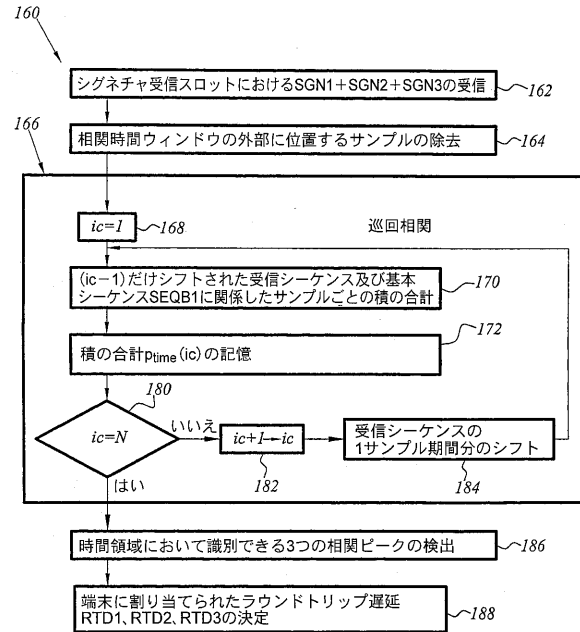 160
シグネチャ受信スロットにおけるSGN1+SGN2+SGN3の受信
162
166
相関時間ウィンドウの外部に位置するサンプルの除去
164
ic=1
168
巡回相関
(ic−1)だけシフトされた受信シーケンス及び基本
シーケンスSEQB1に関係したサンプルごとの積の合計
170
172
積の合計ptime(ic)の記憶
180
ic=N
いいえ
ic+1→ic
182
受信シーケンスの
1サンプル期間分のシフト
184
はい
時間領域において識別できる3つの相関ピークの検出
186
端末に割り当てられたラウンドトリップ遅延
RTD1、RTD2、RTD3の決定
188